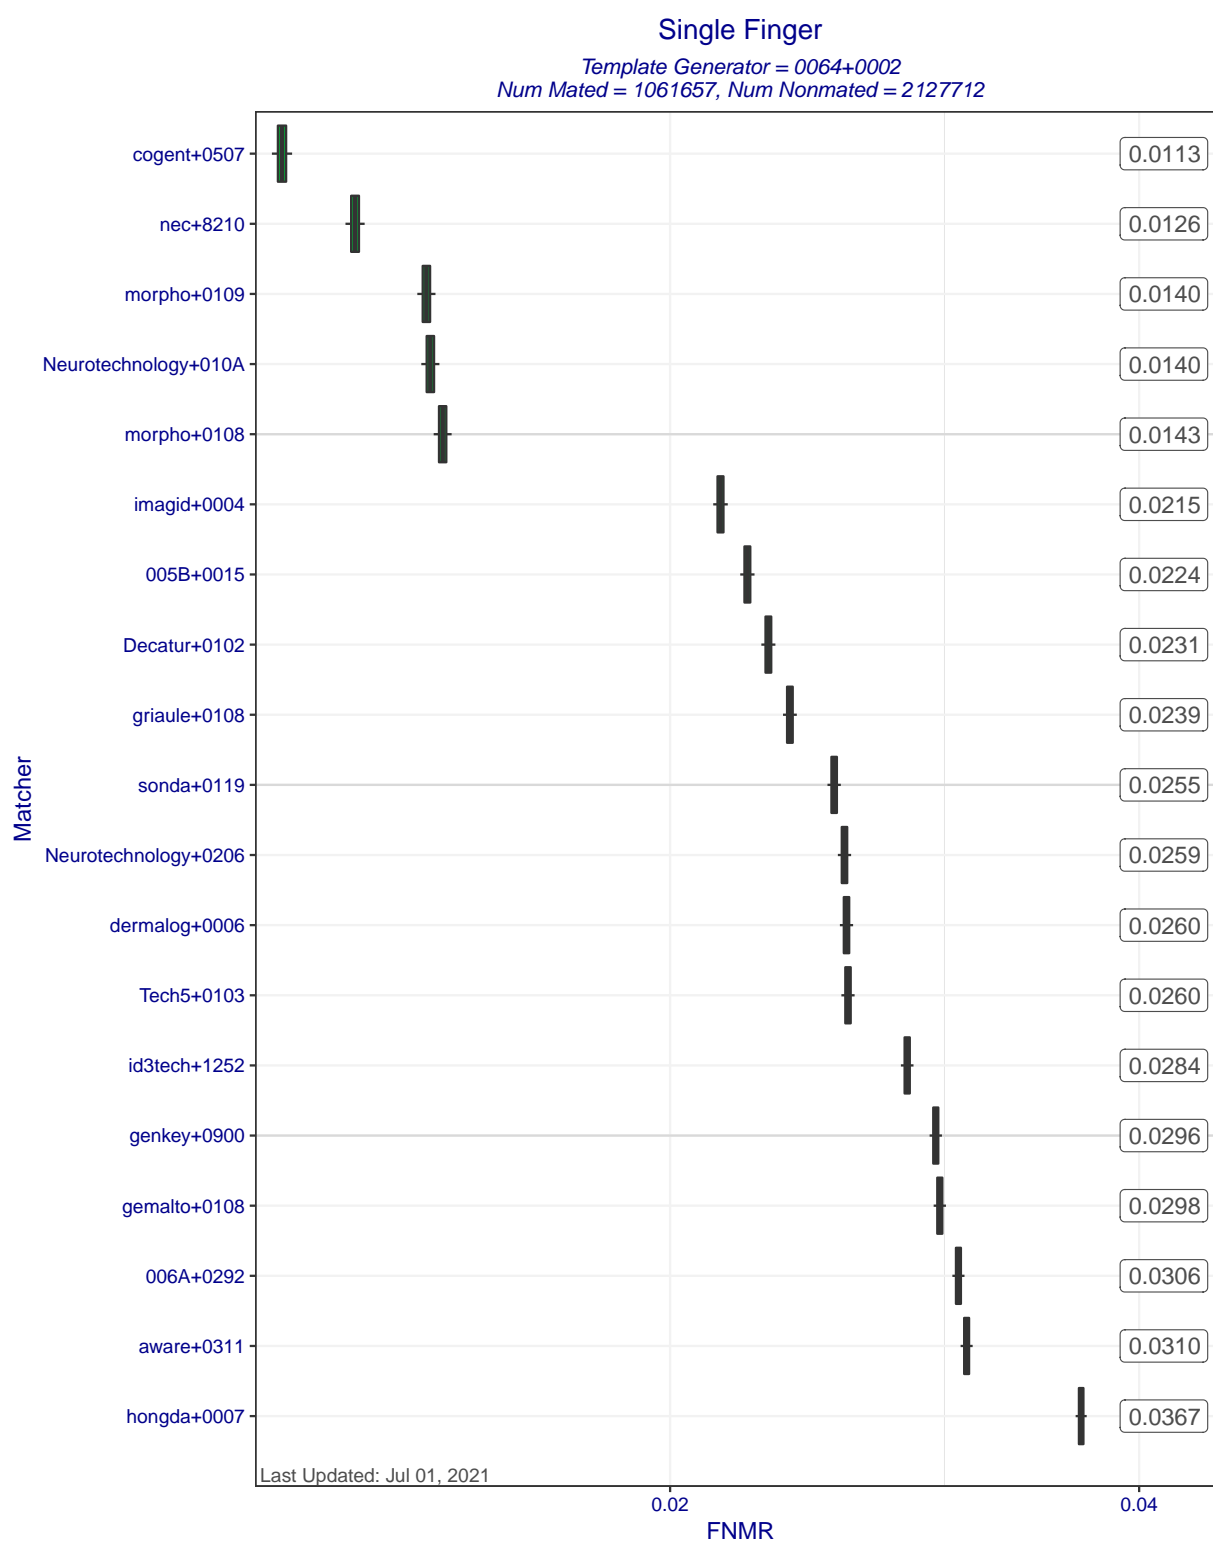 Single Finger
Template Generator = 0064+0002
Num Mated = 1061657, Num Nonmated = 2127712
cogent+0507 0.0113
nec+8210 0.0126
morpho+0109 0.0140
Neurotechnology+010A 0.0140
morpho+0108 0.0143
imagid+0004 0.0215
005B+0015 0.0224
Decatur+0102 0.0231
griaule+0108 0.0239
sonda+0119 0.0255
Neurotechnology+0206 0.0259
dermalog+0006 0.0260
Tech5+0103 0.0260
id3tech+1252 0.0284
genkey+0900 0.0296
gemalto+0108 0.0298
006A+0292 0.0306
aware+0311 0.0310
hongda+0007 0.0367
Matcher
Last Updated: Jul 01, 2021
0.02 0.04
FNMR